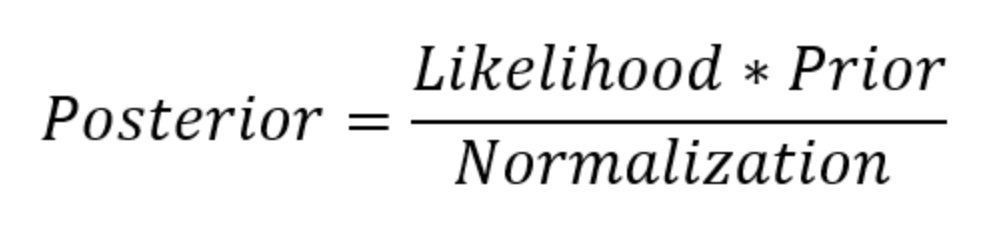 Posterior = Likelihood * Prior
Normalization